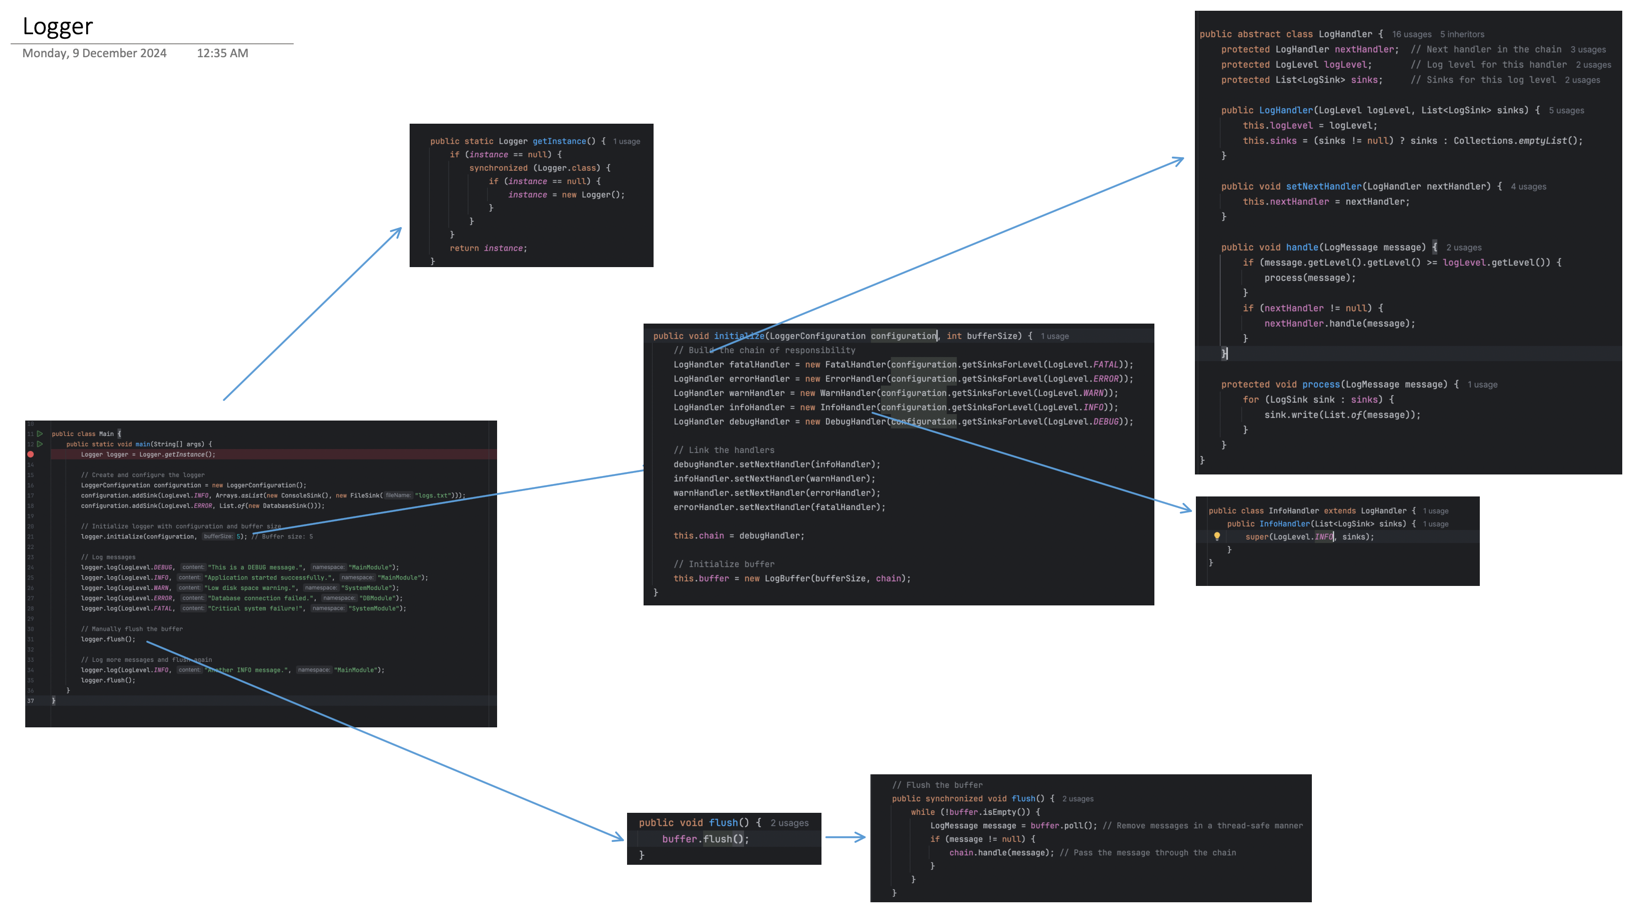 Logger
Monday, 9 December 2024 12:35 AM
public static Logger getInstance() { 1 usage
if (instance == null) {
synchronized (Logger.class) {
if (instance == null) {
instance = new Logger();
}
}
}
return instance;
}
public abstract class LogHandler { 16 usages 5 inheritors
protected LogHandler nextHandler; // Next handler in the chain 3 usages
protected LogLevel logLevel; // Log level for this handler 2 usages
protected List<LogSink> sinks; // Sinks for this log level 2 usages
public LogHandler(LogLevel logLevel, List<LogSink> sinks) { 5 usages
this.logLevel = logLevel;
this.sinks = (sinks != null) ? sinks : Collections.emptyList();
}
public void setNextHandler(LogHandler nextHandler) { 4 usages
this.nextHandler = nextHandler;
}
public void handle(LogMessage message) { 2 usages
if (message.getLevel().getLevel() >= logLevel.getLevel()) {
process(message);
}
if (nextHandler != null) {
nextHandler.handle(message);
}
}
protected void process(LogMessage message) { 1 usage
for (LogSink sink : sinks) {
sink.write(List.of(message));
}
}
}
public void initialize(LoggerConfiguration configuration, int bufferSize) { 1 usage
// Build the chain of responsibility
LogHandler fatalHandler = new FatalHandler(configuration.getSinksForLevel(LogLevel.FATAL));
LogHandler errorHandler = new ErrorHandler(configuration.getSinksForLevel(LogLevel.ERROR));
LogHandler warnHandler = new WarnHandler(configuration.getSinksForLevel(LogLevel.WARN));
LogHandler infoHandler = new InfoHandler(configuration.getSinksForLevel(LogLevel.INFO));
LogHandler debugHandler = new DebugHandler(configuration.getSinksForLevel(LogLevel.DEBUG));
// Link the handlers
debugHandler.setNextHandler(infoHandler);
infoHandler.setNextHandler(warnHandler);
warnHandler.setNextHandler(errorHandler);
errorHandler.setNextHandler(fatalHandler);
this.chain = debugHandler;
// Initialize buffer
this.buffer = new LogBuffer(bufferSize, chain);
}
public class Main {
public static void main(String[] args) {
Logger logger = Logger.getInstance();
// Create and configure the logger
LoggerConfiguration configuration = new LoggerConfiguration();
configuration.addSink(LogLevel.INFO, Arrays.asList(new ConsoleSink(), new FileSink( fileName: "logs.txt")));
configuration.addSink(LogLevel.ERROR, List.of(new DatabaseSink()));
// Initialize logger with configuration and buffer size
logger.initialize(configuration, bufferSize: 5); // Buffer size: 5
// Log messages
logger.log(LogLevel.DEBUG, content: "This is a DEBUG message.", namespace: "MainModule");
logger.log(LogLevel.INFO, content: "Application started successfully.", namespace: "MainModule");
logger.log(LogLevel.WARN, content: "Low disk space warning.", namespace: "SystemModule");
logger.log(LogLevel.ERROR, content: "Database connection failed.", namespace: "DBModule");
logger.log(LogLevel.FATAL, content: "Critical system failure!", namespace: "SystemModule");
// Manually flush the buffer
logger.flush();
// Log more messages and flush again
logger.log(LogLevel.INFO, content: "Another INFO message.", namespace: "MainModule");
logger.flush();
}
37 }
public class InfoHandler extends LogHandler { 1 usage
public InfoHandler(List<LogSink> sinks) { 1 usage
super(LogLevel.INFO, sinks);
}
}
public void flush() { 2 usages
buffer.flush();
}
// Flush the buffer
public synchronized void flush() { 2 usages
while (!buffer.isEmpty()) {
LogMessage message = buffer.poll(); // Remove messages in a thread-safe manner
if (message != null) {
chain.handle(message); // Pass the message through the chain
}
}
}